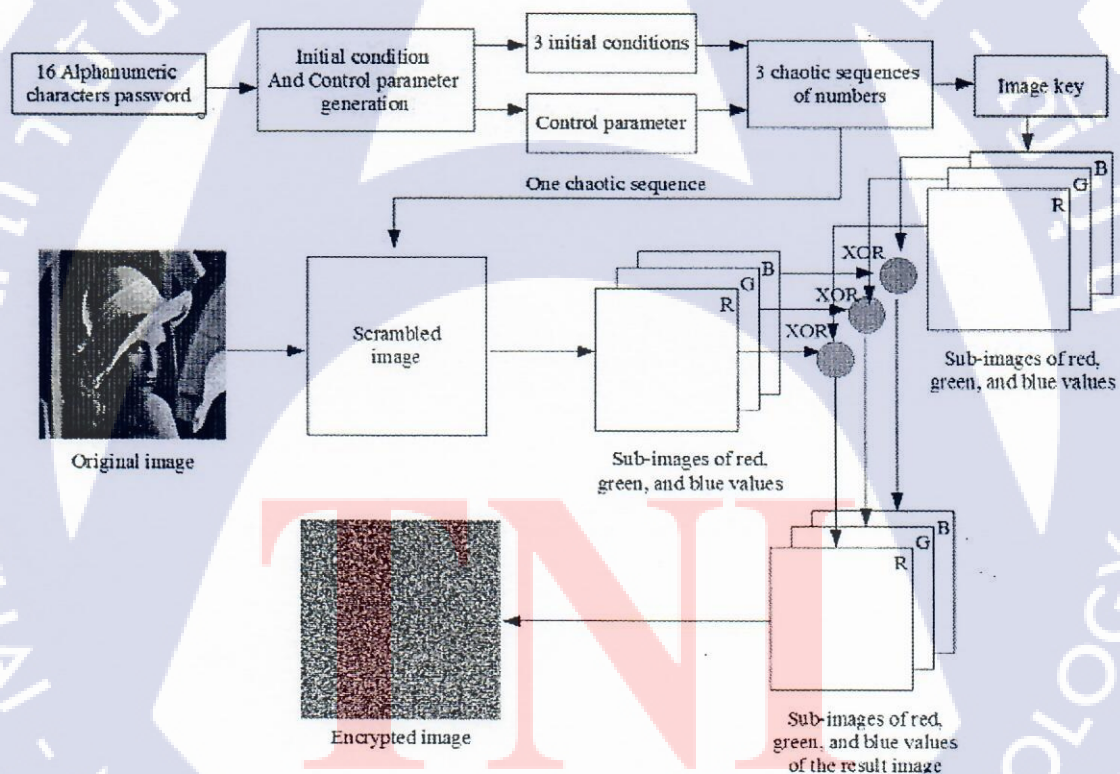 16 Alphanumeric
characters password
Initial condition
And Control parameter
generation
3 initial conditions
Control parameter
3 chaotic sequences
of numbers
Image key
One chaotic sequence
B
G
R
XOR
XOR
XOR
Sub-images of red,
green, and blue values
Original image
Scrambled
image
B
G
R
Sub-images of red,
green, and blue values
B
G
R
Sub-images of red,
green, and blue values
of the result image
Encrypted image
TNI